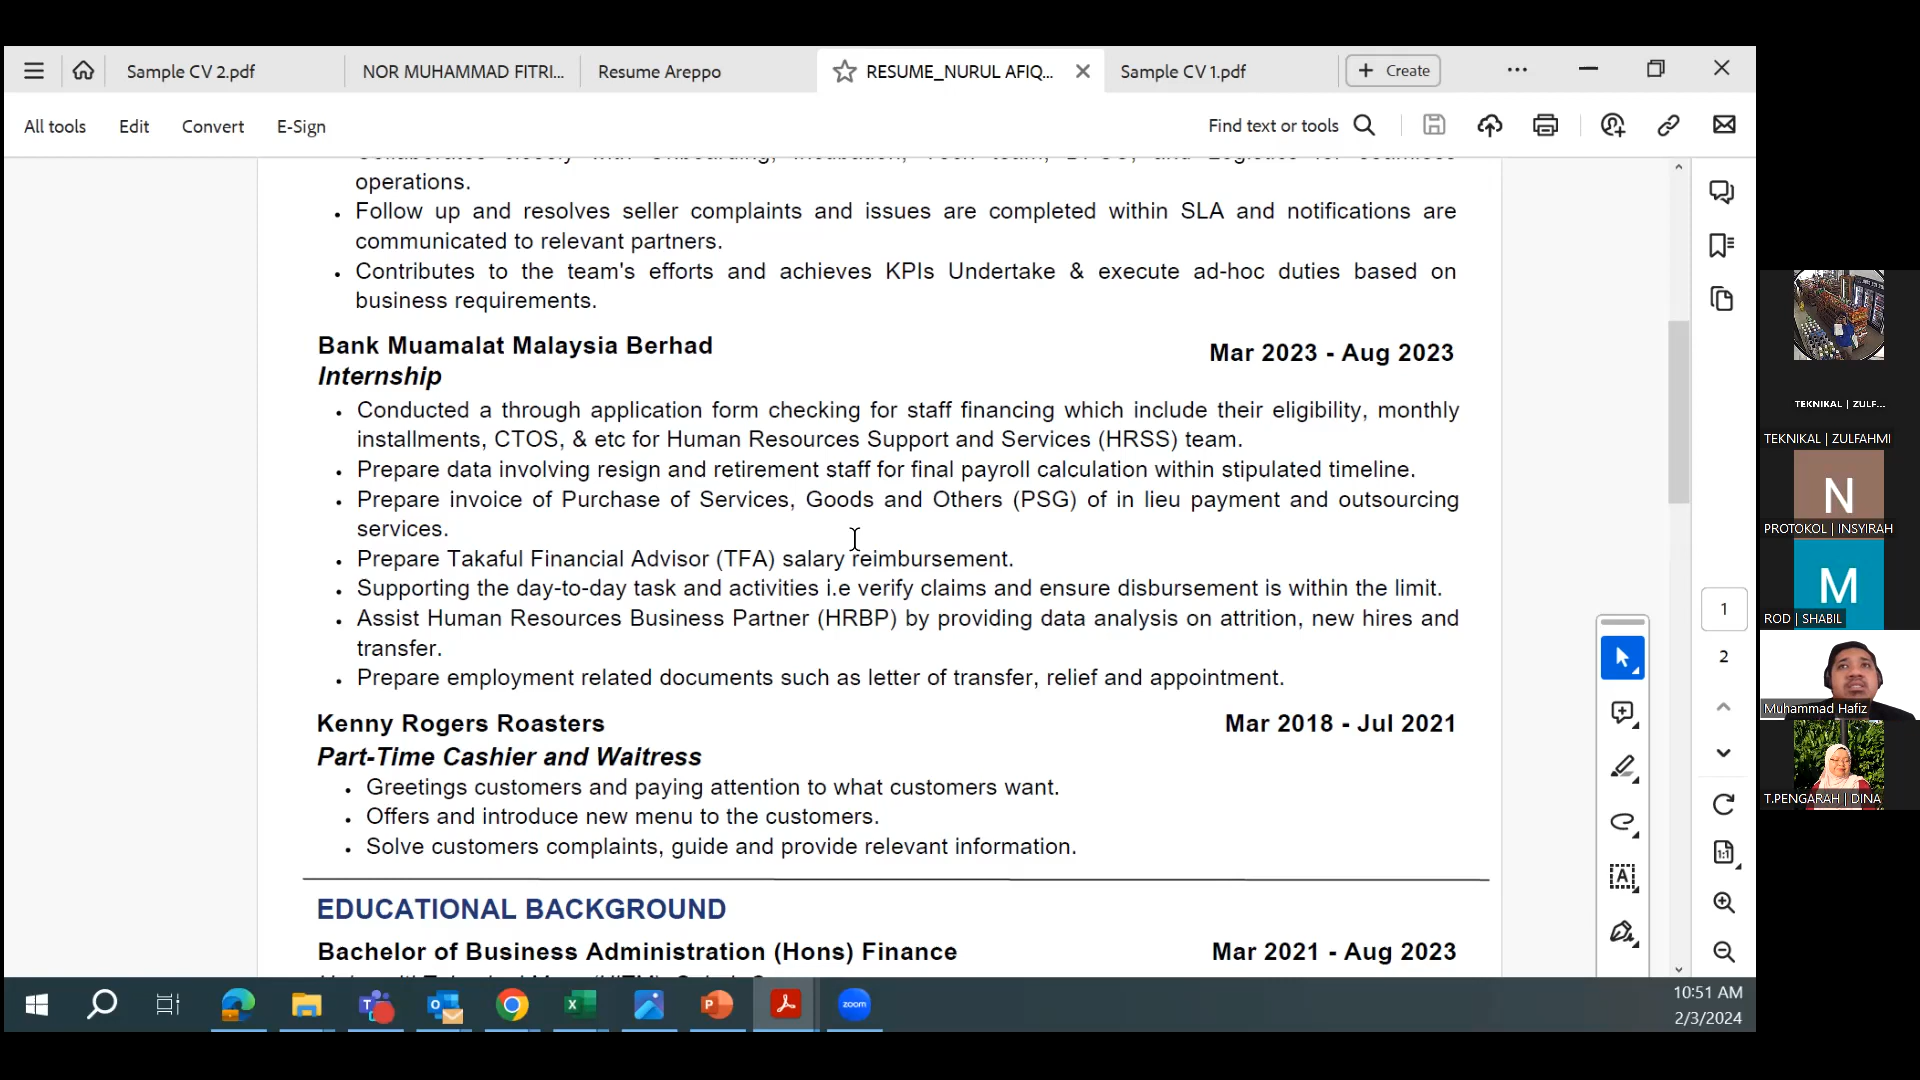 Sample CV 2.pdf
NOR MUHAMMAD FITRI...
Resume Areppo
RESUME_NURUL AFIQ...
Sample CV 1.pdf
+ Create
All tools
Edit
Convert
E-Sign
Find text or tools
operations.
Follow up and resolves seller complaints and issues are completed within SLA and notifications are
communicated to relevant partners.
Contributes to the team's efforts and achieves KPIs Undertake & execute ad-hoc duties based on
business requirements.
Bank Muamalat Malaysia Berhad
Mar 2023 - Aug 2023
Internship
Conducted a through application form checking for staff financing which include their eligibility, monthly
installments, CTOS, & etc for Human Resources Support and Services (HRSS) team.
Prepare data involving resign and retirement staff for final payroll calculation within stipulated timeline.
Prepare invoice of Purchase of Services, Goods and Others (PSG) of in lieu payment and outsourcing
services.
Prepare Takaful Financial Advisor (TFA) salary reimbursement.
Supporting the day-to-day task and activities i.e verify claims and ensure disbursement is within the limit.
Assist Human Resources Business Partner (HRBP) by providing data analysis on attrition, new hires and
transfer.
Prepare employment related documents such as letter of transfer, relief and appointment.
Kenny Rogers Roasters
Mar 2018 - Jul 2021
Part-Time Cashier and Waitress
Greetings customers and paying attention to what customers want.
Offers and introduce new menu to the customers.
Solve customers complaints, guide and provide relevant information.
EDUCATIONAL BACKGROUND
Bachelor of Business Administration (Hons) Finance
Mar 2021 - Aug 2023
1
2
TEKNIKAL | ZULF...
TEKNIKAL | ZULFAHMI
N
PROTOKOL | INSYIRAH
M
ROD | SHABIL
Muhammad Hafiz
T.PENGARAH | DINA
zoom
10:51 AM
2/3/2024